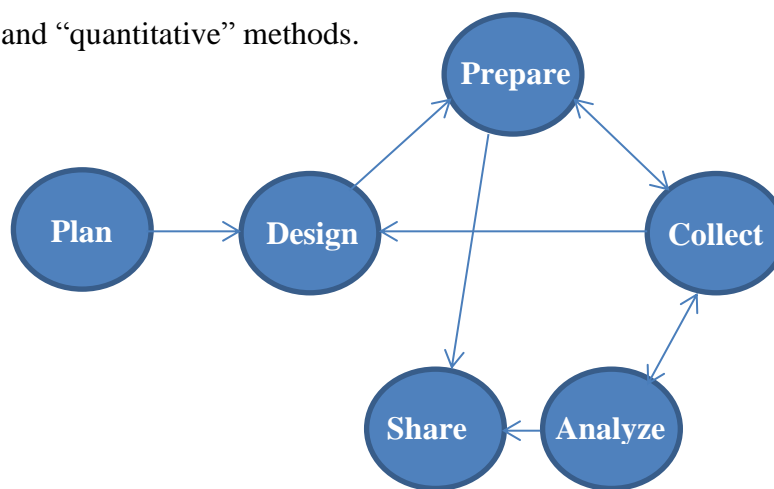 and “quantitative” methods.
Prepare
Plan
Design
Collect
Share
Analyze